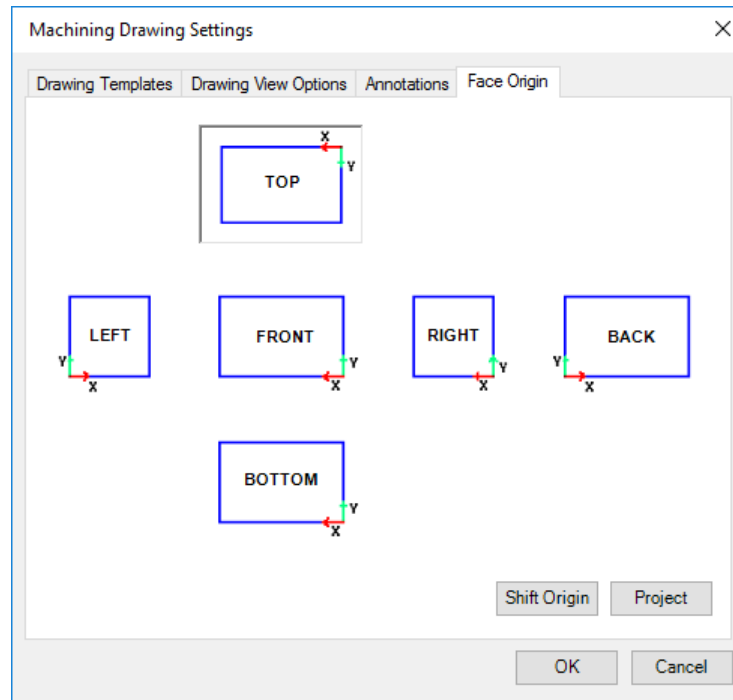 Machining Drawing Settings
Drawing Templates Drawing View Options Annotations Face Origin
X
Y
TOP
LEFT FRONT RIGHT BACK
Y Y Y Y
X X X X
BOTTOM
Y
X
Shift Origin Project
OK Cancel